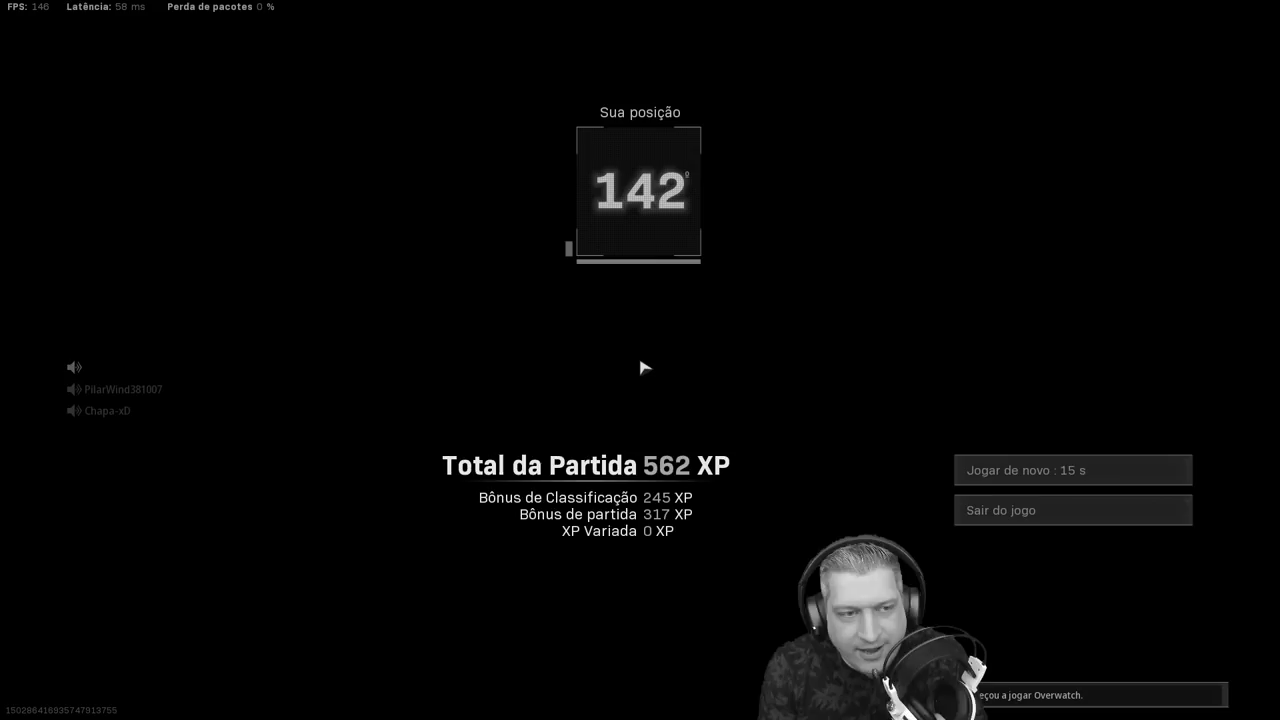 FPS: 146 Latência: 58 ms Perda de pacotes 0 %
Sua posição
142º
PilarWind381007
Chapa-xD
Total da Partida 562 XP
Bônus de Classificação 245 XP
Bônus de partida 317 XP
XP Variada 0 XP
Jogar de novo : 15 s
Sair do jogo
eçou a jogar Overwatch.
150286416935747913755